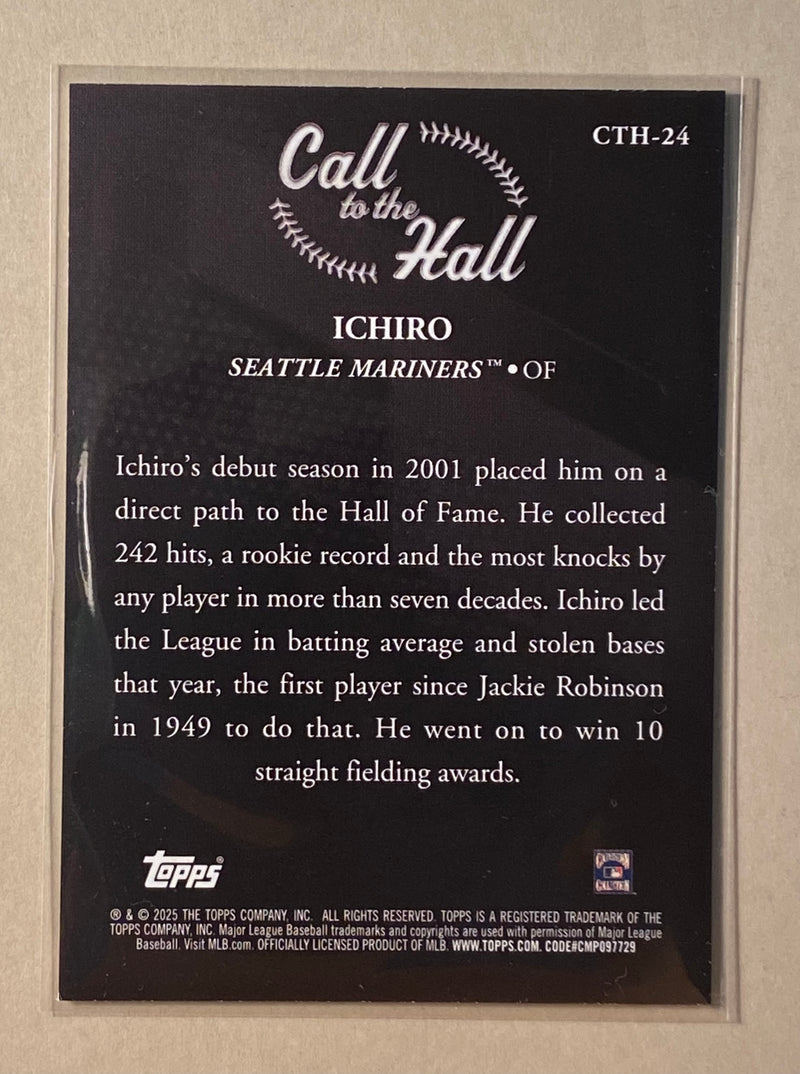 CTH-24
Call
to the
Hall
ICHIRO
SEATTLE MARINERS™ • OF
Ichiro's debut season in 2001 placed him on a
direct path to the Hall of Fame. He collected
242 hits, a rookie record and the most knocks by
any player in more than seven decades. Ichiro led
the League in batting average and stolen bases
that year, the first player since Jackie Robinson
in 1949 to do that. He went on to win 10
straight fielding awards.
TOPPS®
® & © 2025 THE TOPPS COMPANY, INC. ALL RIGHTS RESERVED. TOPPS IS A REGISTERED TRADEMARK OF THE
TOPPS COMPANY, INC. Major League Baseball trademarks and copyrights are used with permission of Major League
Baseball. Visit MLB.com. OFFICIALLY LICENSED PRODUCT OF MLB. WWW.TOPPS.COM. CODE#CMP097729